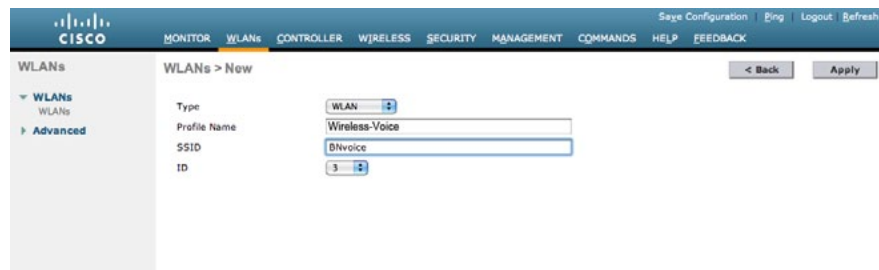 Save Configuration | Ping | Logout | Refresh
CISCO
MONITOR WLANs CONTROLLER WIRELESS SECURITY MANAGEMENT COMMANDS HELP FEEDBACK
WLANs
WLANs > New
< Back
Apply
WLANs
WLANs
Advanced
Type WLAN
Profile Name Wireless-Voice
SSID BNvoice
ID 3